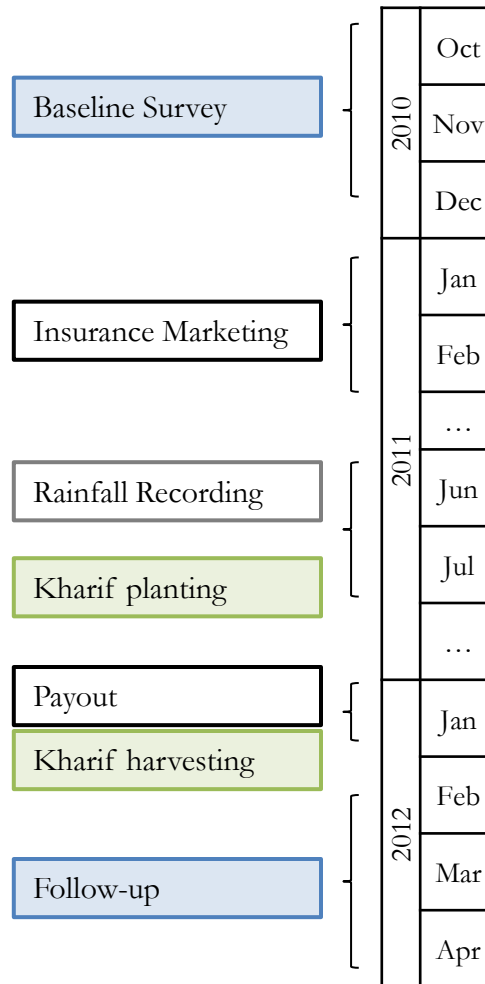 Oct
Baseline Survey
2010
Nov
Dec
Jan
Insurance Marketing
Feb
…
2011
Rainfall Recording
Jun
Kharif planting
Jul
…
Payout
Jan
Kharif harvesting
Feb
2012
Follow-up
Mar
Apr